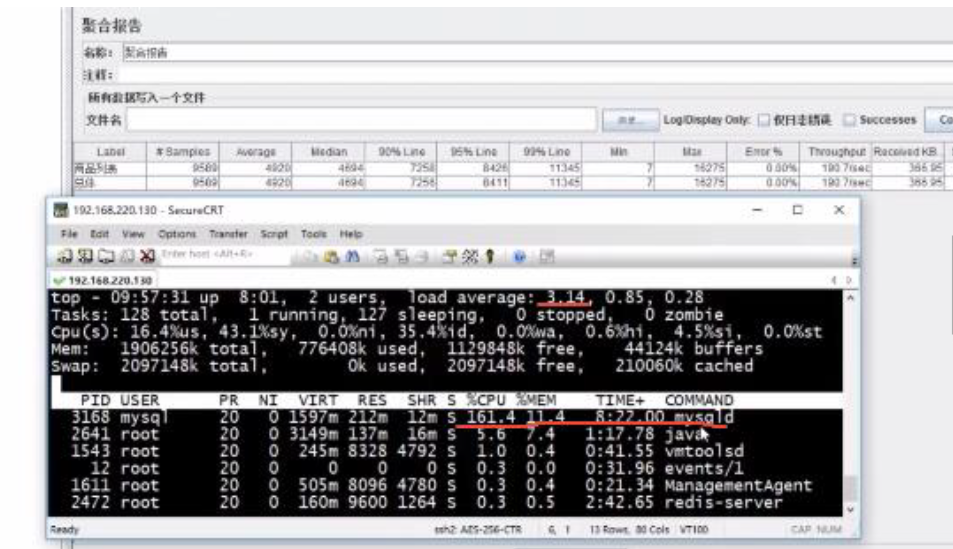 聚合报告
名称: 聚合报告
注释:
所有数据写入一个文件
文件名 Log/Display Only: 仅日志错误 Successes Co
Label # Samples Average Median 90% Line 95% Line 99% Line Min Max Error % Throughput Received KB...
商品列表 9589 4920 4694 7258 8426 11345 7 16275 0.00% 190.7/sec 366.95
总体 9589 4920 4694 7258 8411 11345 7 16275 0.00% 190.7/sec 366.95
192.168.220.130 - SecureCRT
File Edit View Options Transfer Script Tools Help
Enter host <Alt+R>
192.168.220.130
top - 09:57:31 up 8:01, 2 users, load average: 3.14, 0.85, 0.28
Tasks: 128 total, 1 running, 127 sleeping, 0 stopped, 0 zombie
Cpu(s): 16.4%us, 43.1%sy, 0.0%ni, 35.4%id, 0.0%wa, 0.6%hi, 4.5%si, 0.0%st
Mem: 1906256k total, 776408k used, 1129848k free, 44124k buffers
Swap: 2097148k total, 0k used, 2097148k free, 210060k cached
PID USER PR NI VIRT RES SHR S %CPU %MEM TIME+ COMMAND
3168 mysql 20 0 1597m 212m 12m S 161.4 11.4 8:22.00 mysqld
2641 root 20 0 3149m 137m 16m S 5.6 7.4 1:17.78 java
1543 root 20 0 245m 8328 4792 S 1.0 0.4 0:41.55 vmtoolsd
12 root 20 0 0 0 0 S 0.3 0.0 0:31.96 events/1
1611 root 20 0 505m 8096 4780 S 0.3 0.4 0:21.34 ManagementAgent
2472 root 20 0 160m 9600 1264 S 0.3 0.5 2:42.65 redis-server
Ready ssh2: AES-256-CTR 6, 1 13 Rows, 80 Cols VT100 CAP NUM